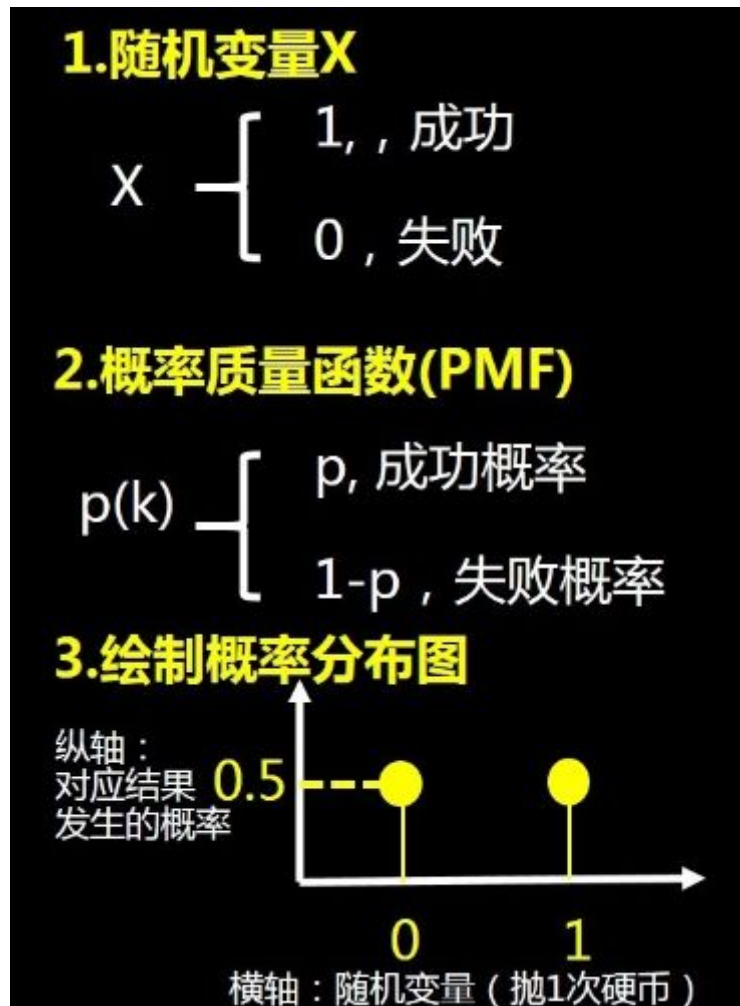 1.随机变量X
1,，成功
X
0，失败
2.概率质量函数(PMF)
p, 成功概率
p(k)
1-p，失败概率
3.绘制概率分布图
纵轴：
对应结果 0.5
发生的概率
0 1
横轴：随机变量（抛1次硬币）